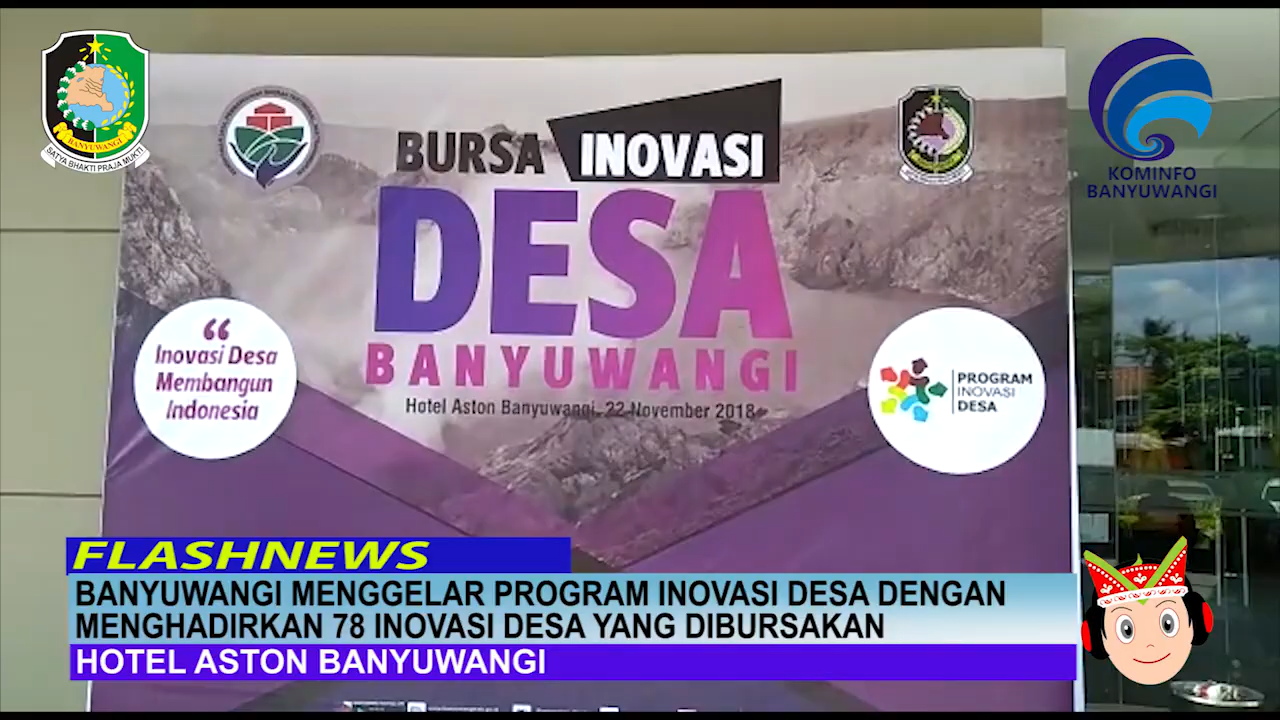 BANYUWANGI
SATYA BHAKTI PRAJA MUKTI
KOMINFO
BANYUWANGI
BURSA INOVASI
DESA
BANYUWANGI
Hotel Aston Banyuwangi, 22 November 2018
“
Inovasi Desa
Membangun
Indonesia
PROGRAM
INOVASI
DESA
FLASHNEWS
BANYUWANGI MENGGELAR PROGRAM INOVASI DESA DENGAN
MENGHADIRKAN 78 INOVASI DESA YANG DIBURSAKAN
HOTEL ASTON BANYUWANGI